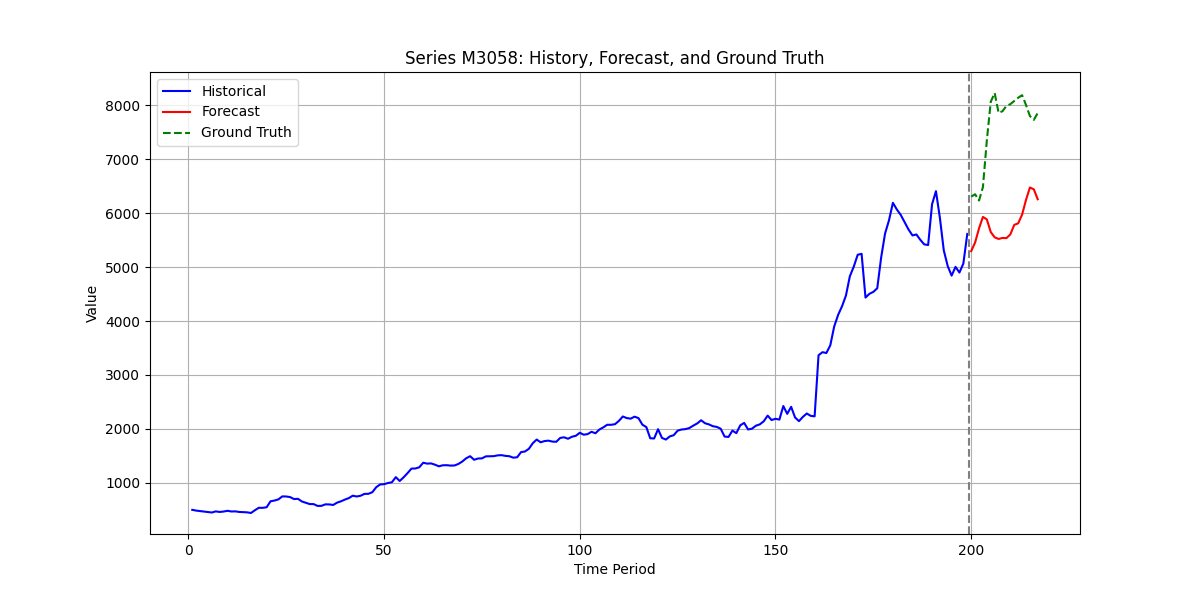 Series M3058: History, Forecast, and Ground Truth
Historical
Forecast
Ground Truth
8000
7000
6000
5000
4000
3000
2000
1000
Value
0
50
100
150
200
Time Period